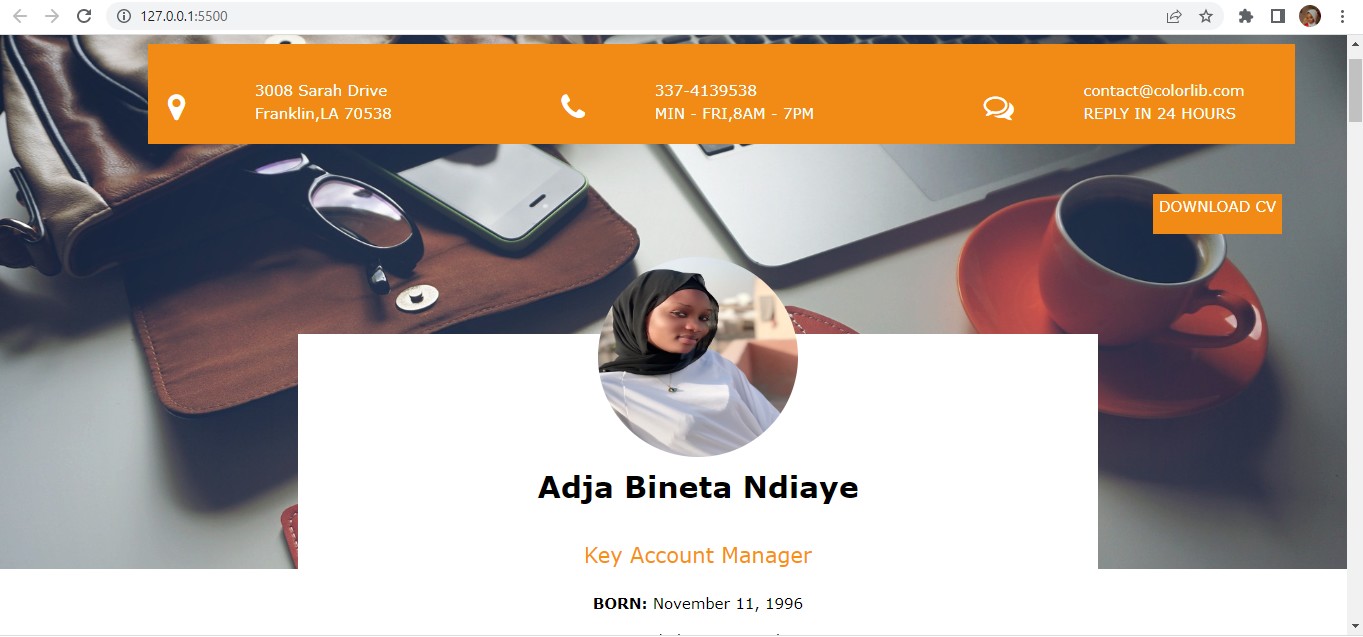 127.0.0.1:5500
3008 Sarah Drive
Franklin,LA 70538
337-4139538
MIN - FRI,8AM - 7PM
contact@colorlib.com
REPLY IN 24 HOURS
DOWNLOAD CV
Adja Bineta Ndiaye
Key Account Manager
BORN: November 11, 1996